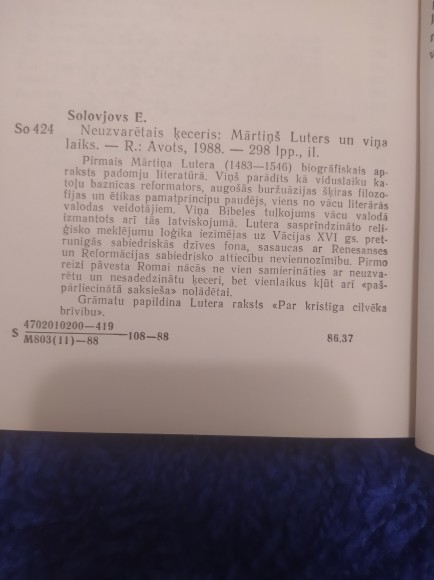 Solovjovs E.
So 424 Neuzvarētais ķeceris: Mārtiņš Luters un viņa
laiks. — R.: Avots, 1988. — 298 lpp., il.
Pirmais Mārtiņa Lutera (1483—1546) biogrāfiskais ap-
raksts padomju literatūrā. Viņš parādīts kā viduslaiku ka-
toļu baznīcas reformators, augošās buržuāzijas šķiras filozo-
fijas un ētikas pamatprincipu paudējs, viens no vācu literārās
valodas veidotājiem. Viņa Bībeles tulkojums vācu valodā
izmantots arī tās latviskojumā. Lutera sasprindzināto reli-
ģisko meklējumu loģika iezīmējas uz Vācijas XVI gs. pret-
runīgās sabiedriskās dzīves fona, sasaucas ar Renesanses
un Reformācijas sabiedrisko attiecību neviennozīmību. Pirmo
reizi pāvesta Romai nācās ne vien samierināties ar neuzva-
rētu un nesadedzinātu ķeceri, bet vienlaikus kļūt arī «paš-
pārliecinātā saksieša» nolādētai.
Grāmatu papildina Lutera raksts «Par kristīga cilvēka
brīvību».
S 4702010200—419
M803(11)—88 —108—88 86.37